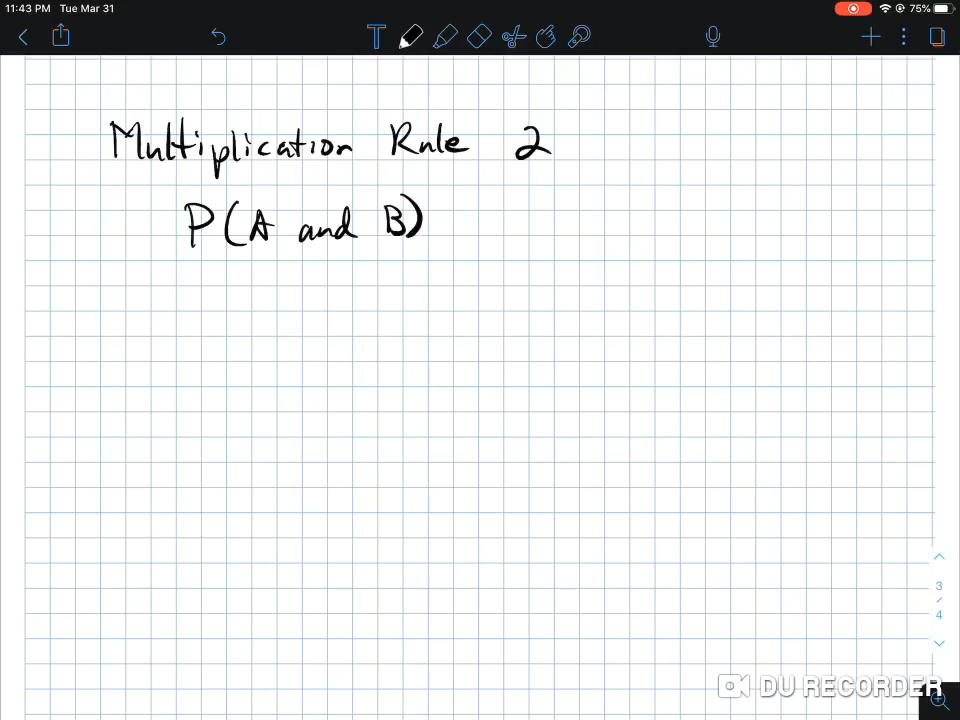 11:43 PM Tue Mar 31 75%
T
Multiplication Rule 2
P(A and B)
3
4
DU RECORDER